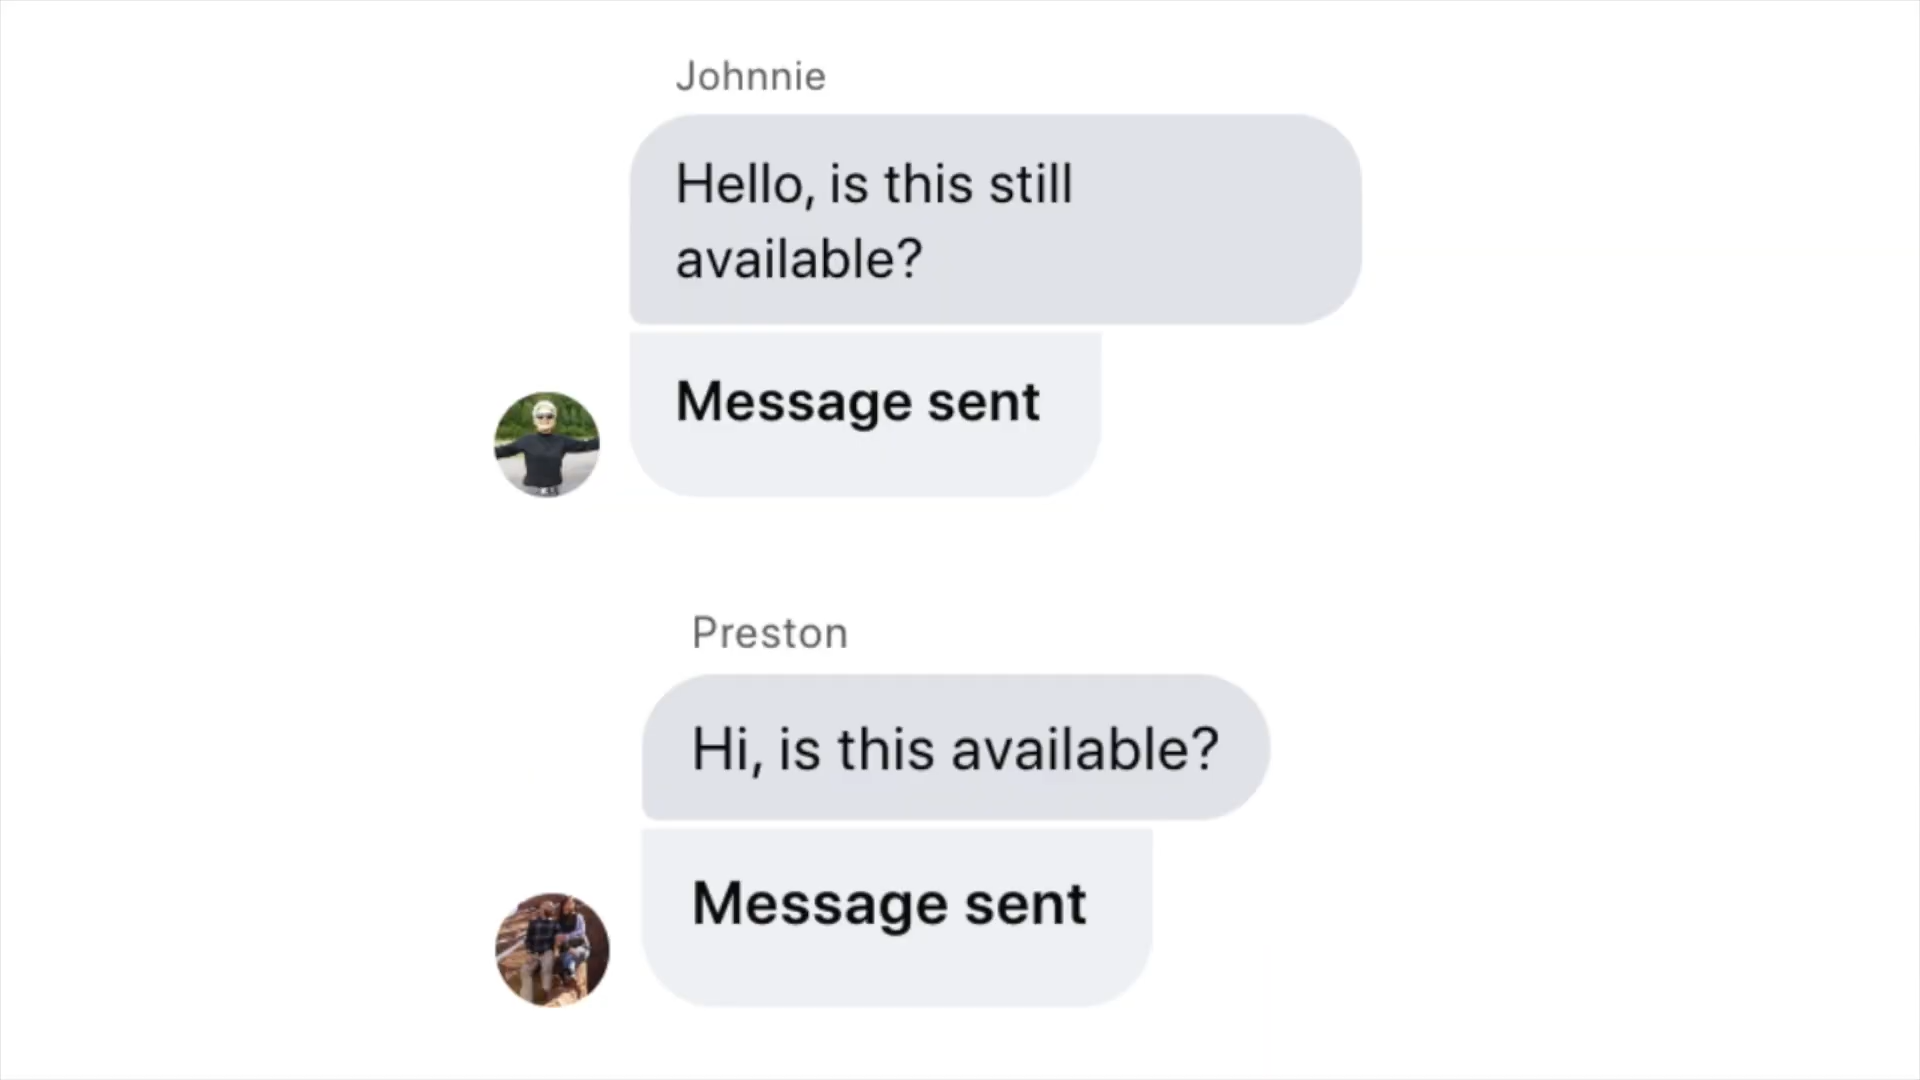 Johnnie
Hello, is this still
available?
Message sent
Preston
Hi, is this available?
Message sent